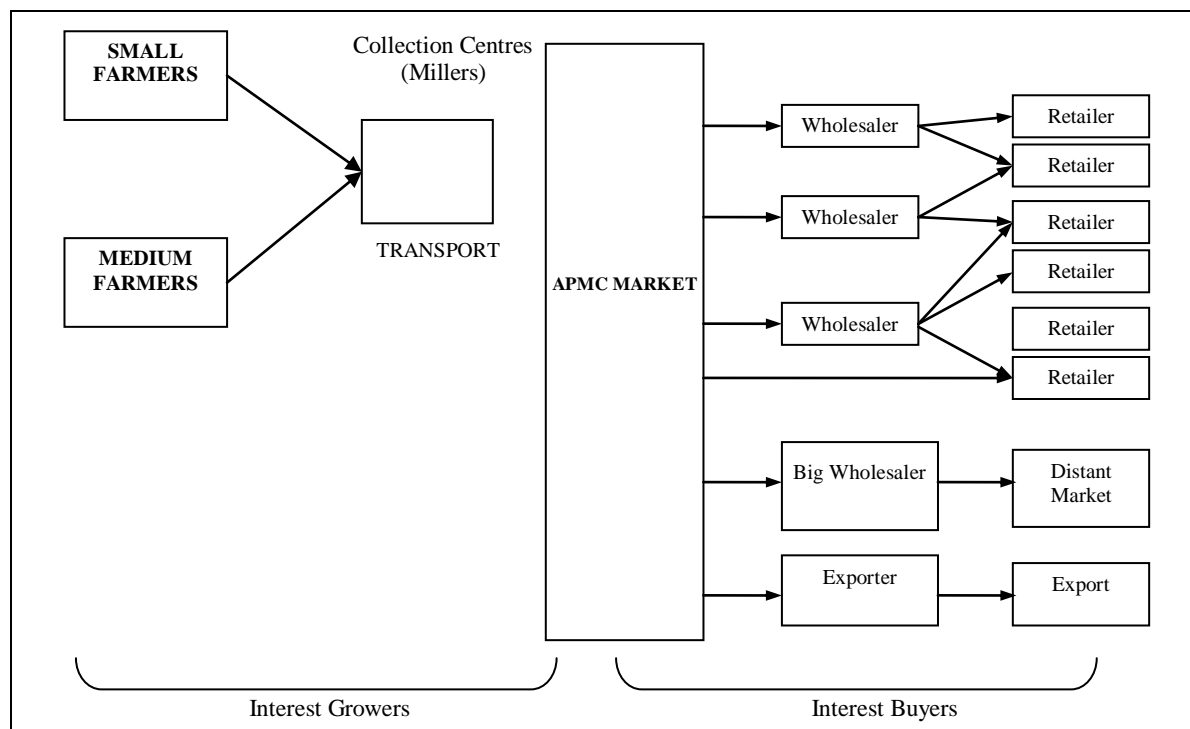 SMALL
FARMERS
Collection Centres
(Millers)
TRANSPORT
MEDIUM
FARMERS
APMC MARKET
Wholesaler
Wholesaler
Wholesaler
Retailer
Retailer
Retailer
Retailer
Retailer
Retailer
Big Wholesaler
Distant
Market
Exporter
Export
Interest Growers
Interest Buyers